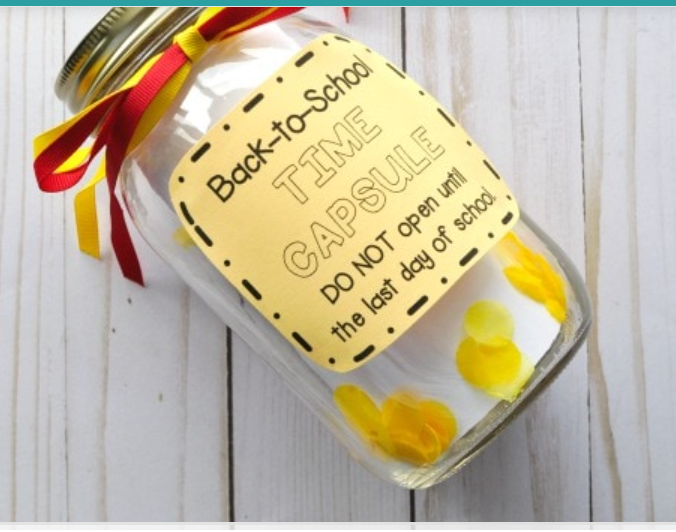 Back-to-School
TIME
CAPSULE
DO NOT open until
the last day of school.